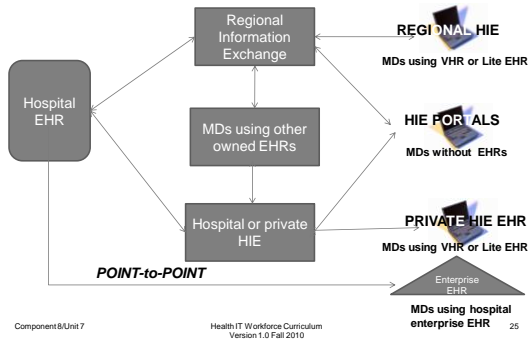 Regional
Information
Exchange
REGIONAL HIE
MDs using VHR or Lite EHR
Hospital
EHR
MDs using other
owned EHRs
HIE PORTALS
MDs without EHRs
Hospital or private
HIE
PRIVATE HIE EHR
MDs using VHR or Lite EHR
POINT-to-POINT
Enterprise
EHR
MDs using hospital
enterprise EHR
Component 8/Unit 7
Health IT Workforce Curriculum
Version 1.0 Fall 2010
25